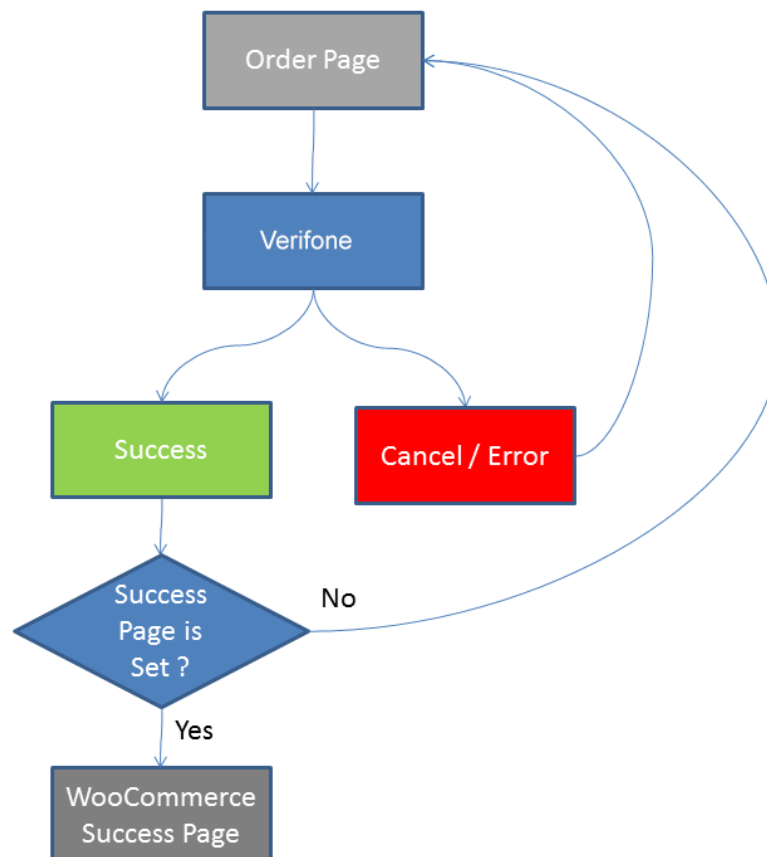 Order Page
Verifone
Success
Cancel / Error
Success
Page is
Set ?
No
Yes
WooCommerce
Success Page